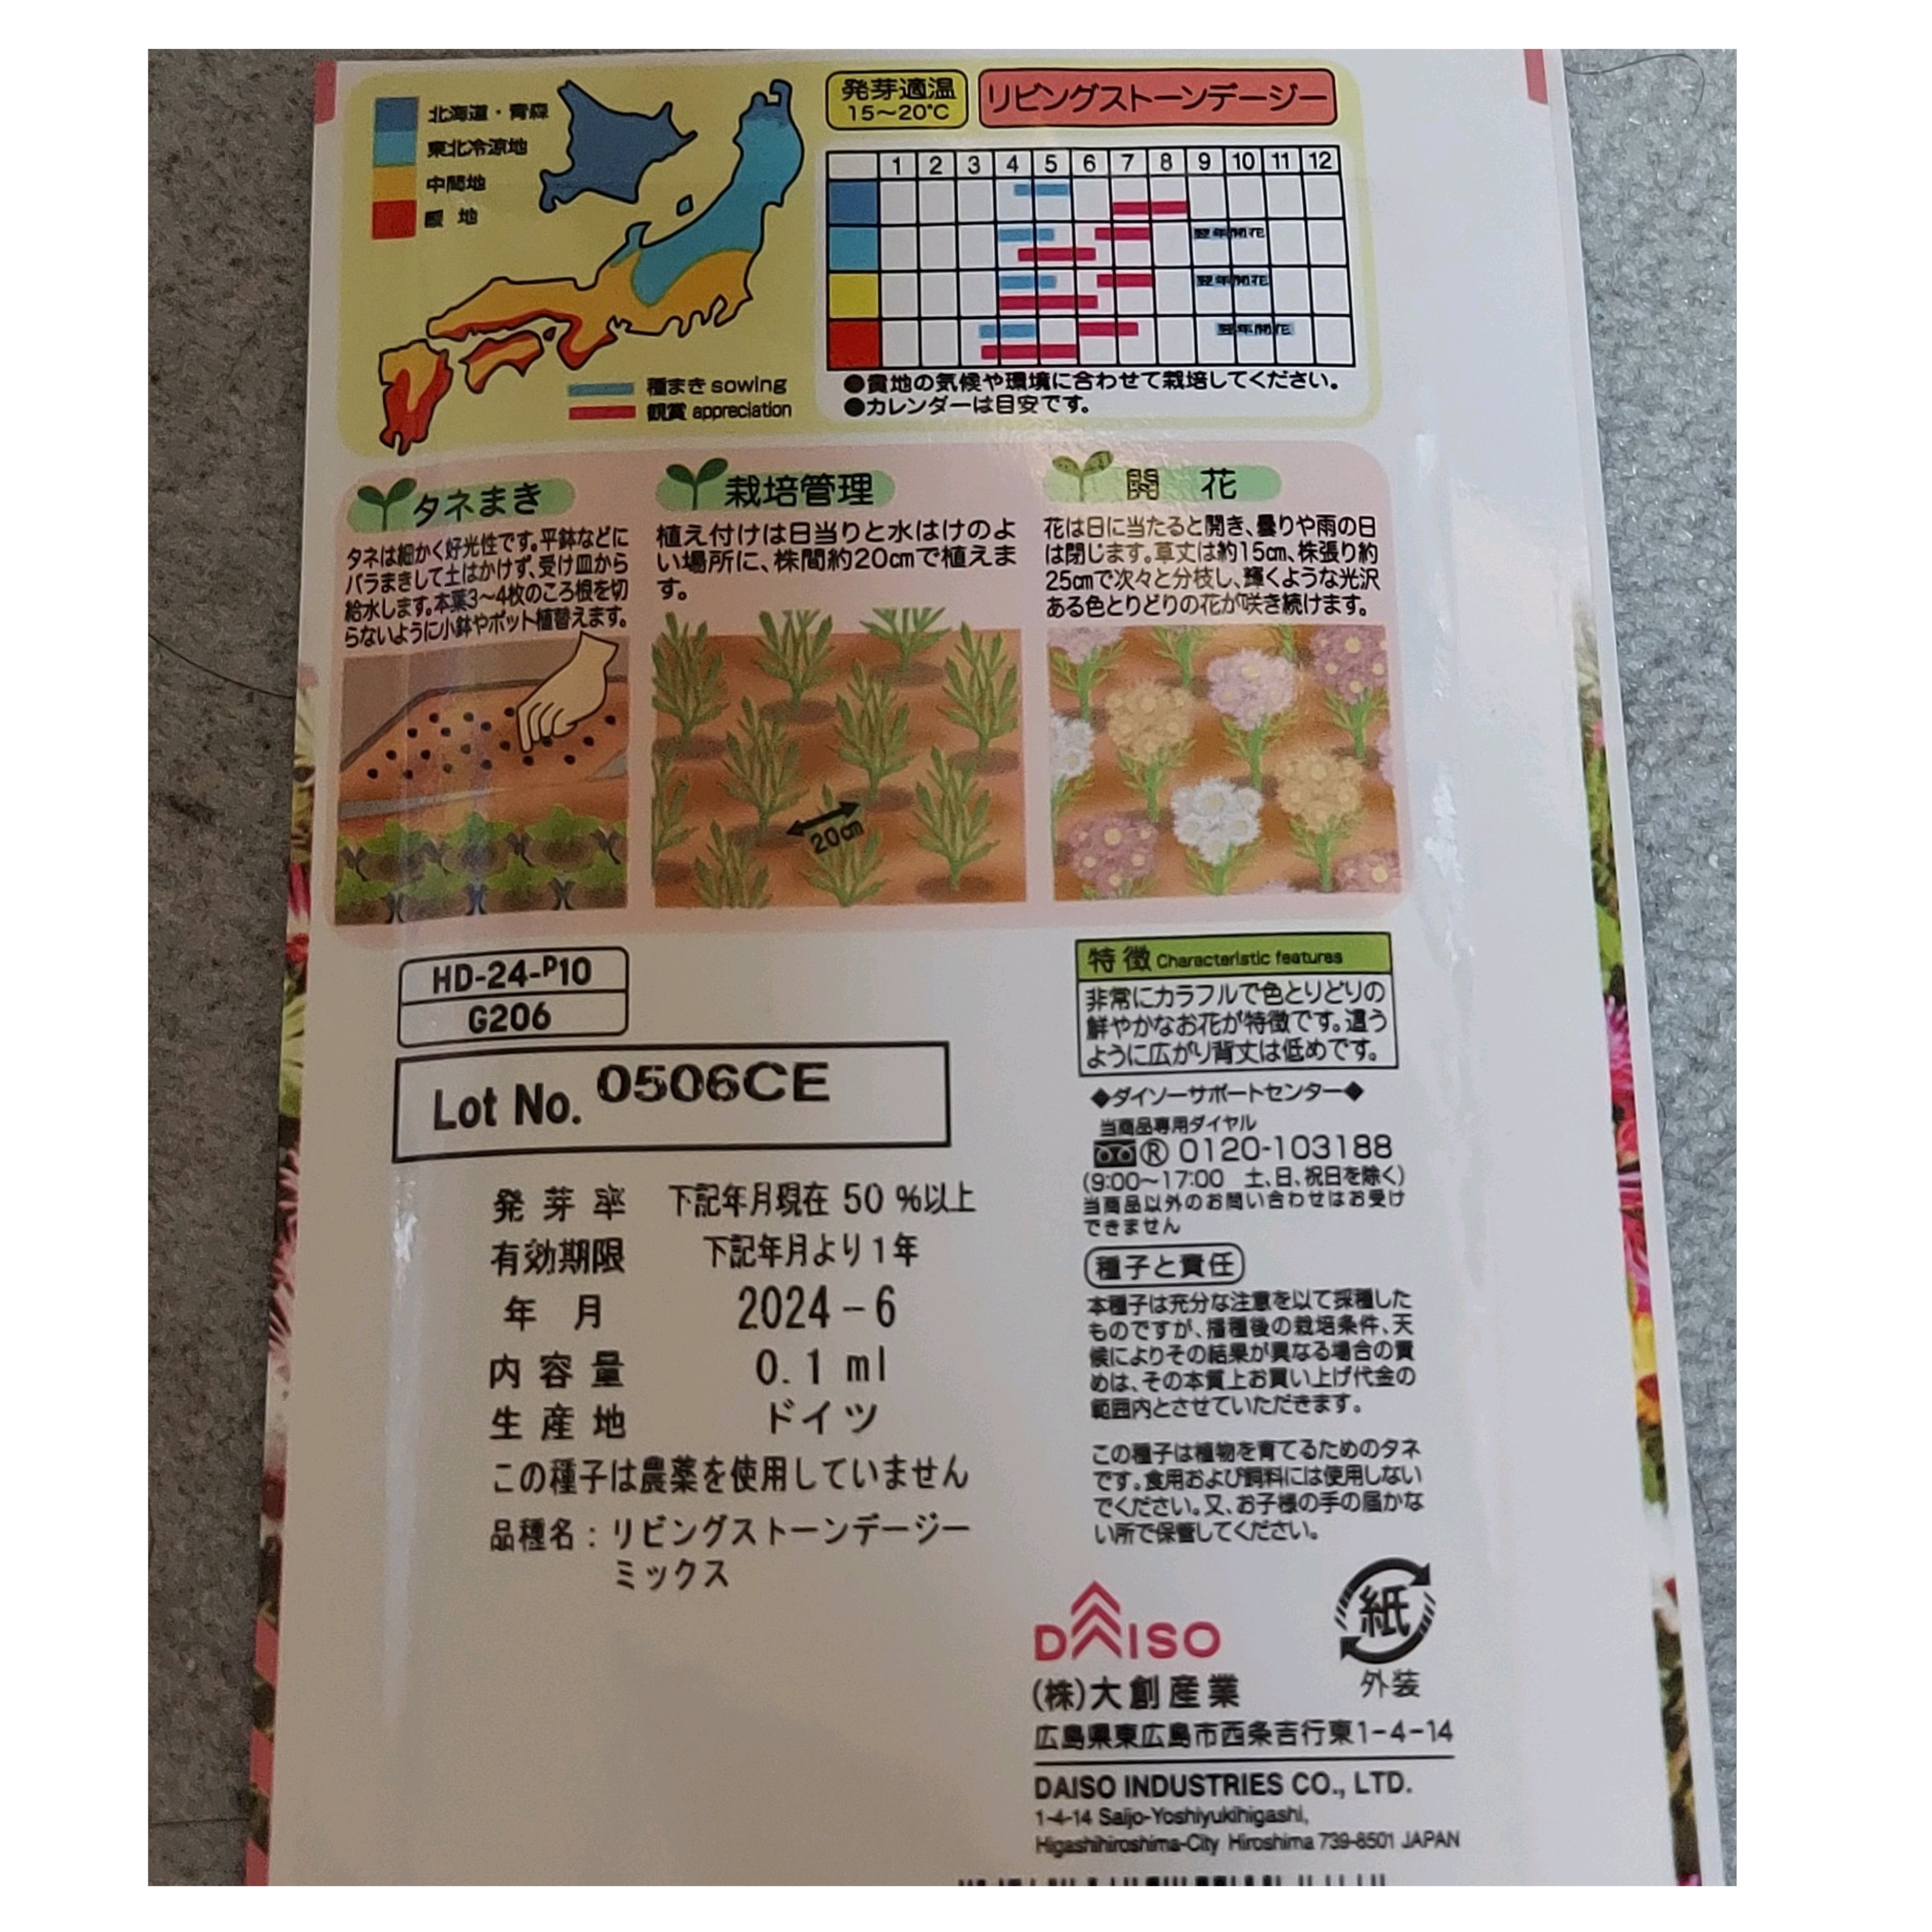 北海道・青森
東北冷涼地
中間地
暖 地
種まき sowing
観賞 appreciation
発芽適温
15～20℃
リビングストーンデージー
1 2 3 4 5 6 7 8 9 10 11 12
翌年開花
翌年開花
翌年開花
●貴地の気候や環境に合わせて栽培してください。
●カレンダーは目安です。
タネまき
タネは細かく好光性です。平鉢などに
バラまきして土はかけず、受け皿から
給水します。本葉3～4枚のころ根を切
らないように小鉢やポット植替えます。
栽培管理
植え付けは日当りと水はけのよ
い場所に、株間約20㎝で植えま
す。
20㎝
開 花
花は日に当たると開き、曇りや雨の日
は閉じます。草丈は約15㎝、株張り約
25㎝で次々と分枝し、輝くような光沢
ある色とりどりの花が咲き続けます。
HD-24-P10
G206
Lot No. 0506CE
発芽率 下記年月現在 50 %以上
有効期限 下記年月より1年
年 月 2024-6
内容量 0.1 ml
生産地 ドイツ
この種子は農薬を使用していません
品種名：リビングストーンデージー
ミックス
特徴 Characteristic features
非常にカラフルで色とりどりの
鮮やかなお花が特徴です。這う
ように広がり背丈は低めです。
◆ダイソーサポートセンター◆
当商品専用ダイヤル
® 0120-103188
(9:00～17:00 土、日、祝日を除く)
当商品以外のお問い合わせはお受け
できません
種子と責任
本種子は充分な注意を以て採種した
ものですが、播種後の栽培条件、天
候によりその結果が異なる場合の責
めは、その本質上お買い上げ代金の
範囲内とさせていただきます。
この種子は植物を育てるためのタネ
です。食用および飼料には使用しない
でください。又、お子様の手の届かな
い所で保管してください。
DAISO
紙
外装
(株)大創産業
広島県東広島市西条吉行東1-4-14
DAISO INDUSTRIES CO., LTD.
1-4-14 Saijo-Yoshiyukihigashi,
Higashihiroshima-City Hiroshima 739-8501 JAPAN